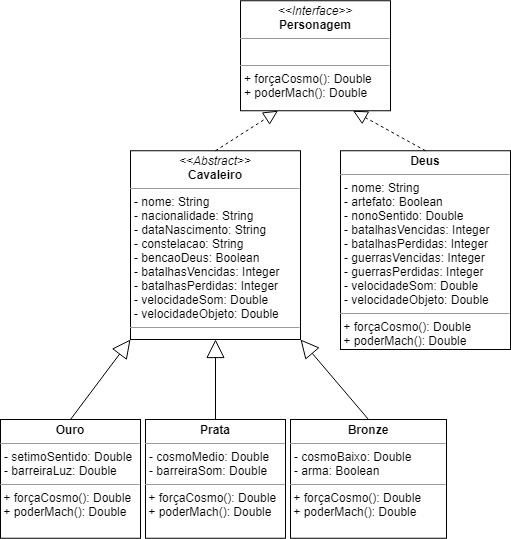 <<Interface>>
Personagem
+ forçaCosmo(): Double
+ poderMach(): Double
<<Abstract>>
Cavaleiro
- nome: String
- nacionalidade: String
- dataNascimento: String
- constelacao: String
- bencaoDeus: Boolean
- batalhasVencidas: Integer
- batalhasPerdidas: Integer
- velocidadeSom: Double
- velocidadeObjeto: Double
Deus
- nome: String
- artefato: Boolean
- nonoSentido: Double
- batalhasVencidas: Integer
- batalhasPerdidas: Integer
- guerrasVencidas: Integer
- guerrasPerdidas: Integer
- velocidadeSom: Double
- velocidadeObjeto: Double
+ forçaCosmo(): Double
+ poderMach(): Double
Ouro
- setimoSentido: Double
- barreiraLuz: Double
+ forçaCosmo(): Double
+ poderMach(): Double
Prata
- cosmoMedio: Double
- barreiraSom: Double
+ forçaCosmo(): Double
+ poderMach(): Double
Bronze
- cosmoBaixo: Double
- arma: Boolean
+ forçaCosmo(): Double
+ poderMach(): Double